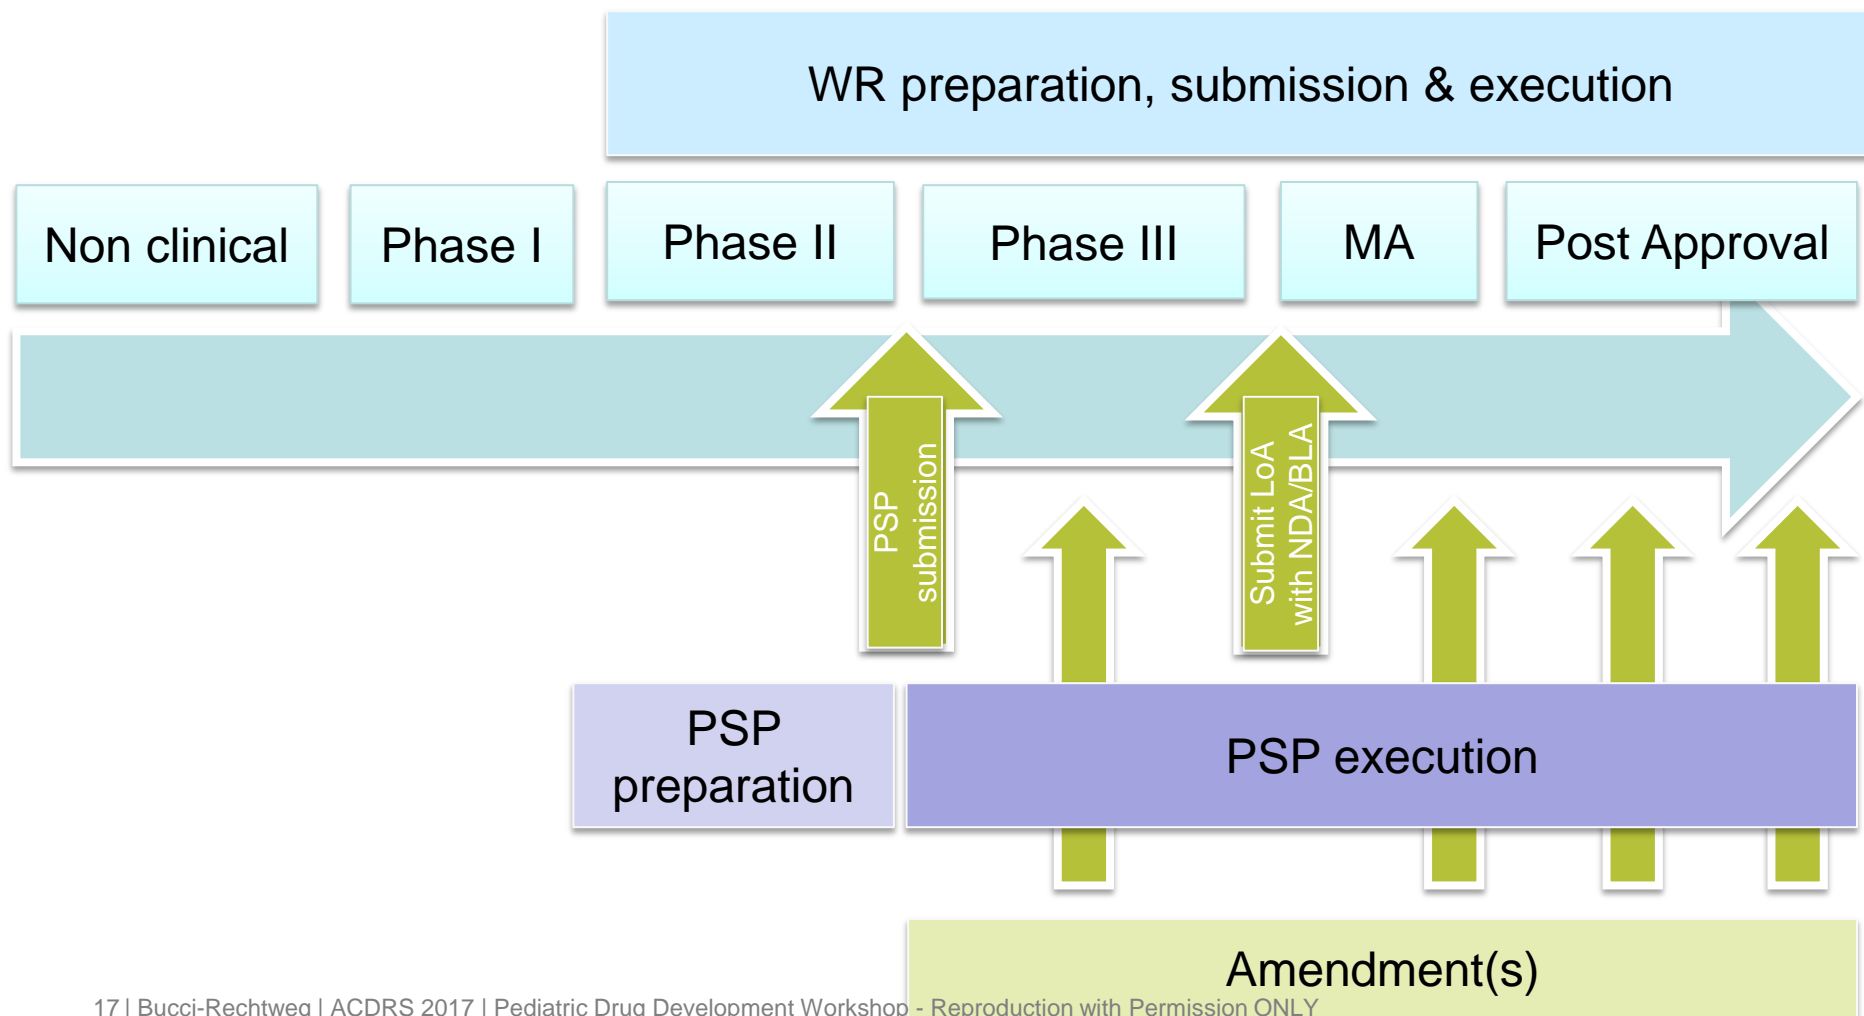 WR preparation, submission & execution
Non clinical
Phase I
Phase II
Phase III
MA
Post Approval
PSP
submission
Submit LoA
with NDA/BLA
PSP
preparation
PSP execution
Amendment(s)
17 | Bucci-Rechtweg | ACDRS 2017 | Pediatric Drug Development Workshop - Reproduction with Permission ONLY